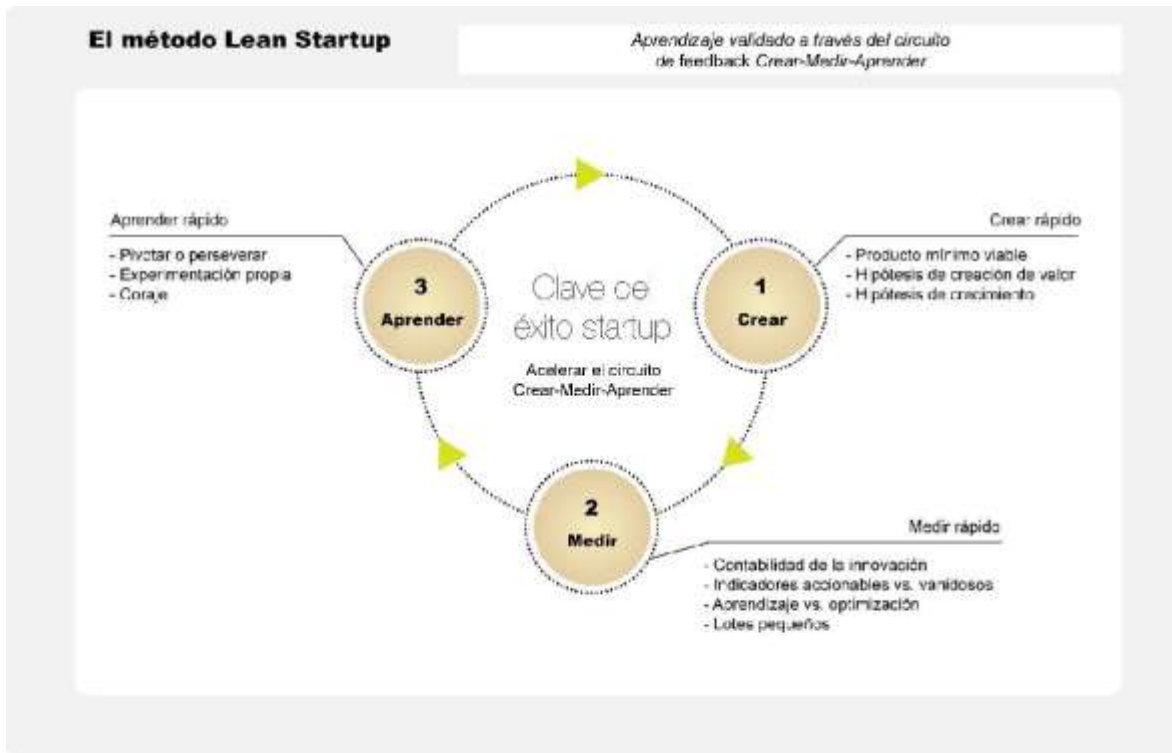 El método Lean Startup
Aprendizaje validado a través del circuito
de feedback Crear-Medir-Aprender
Aprender rápido
- Pivotar o perseverar
- Experimentación propia
- Coraje
3
Aprender
Clave de
éxito startup
Acelerar el circuito
Crear-Medir-Aprender
1
Crear
Crear rápido
- Producto mínimo viable
- Hipótesis de creación de valor
- Hipótesis de crecimiento
2
Medir
Medir rápido
- Contabilidad de la innovación
- Indicadores accionables vs. vanidosos
- Aprendizaje vs. optimización
- Lotes pequeños